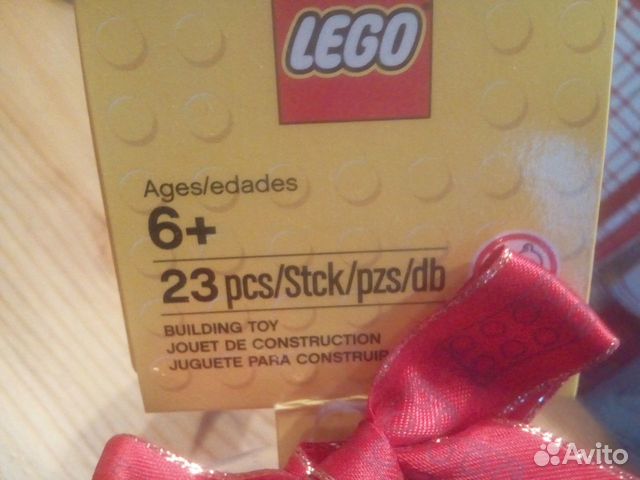 LEGO
Ages/edades
6+
23 pcs/Stck/pzs/db
BUILDING TOY
JOUET DE CONSTRUCTION
JUGUETE PARA CONSTRUIR
Avito